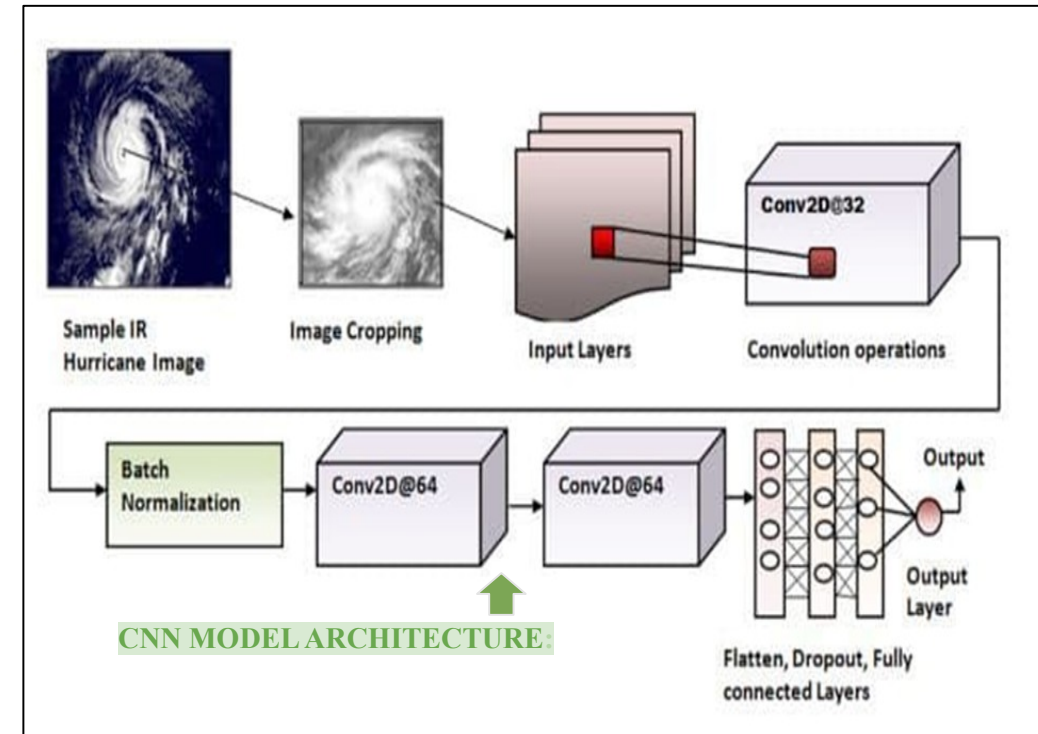 Sample IR
Hurricane Image
Image Cropping
Input Layers
Conv2D@32
Convolution operations
Batch
Normalization
Conv2D@64
Conv2D@64
Output
Output
Layer
Flatten, Dropout, Fully
connected Layers
CNN MODEL ARCHITECTURE: